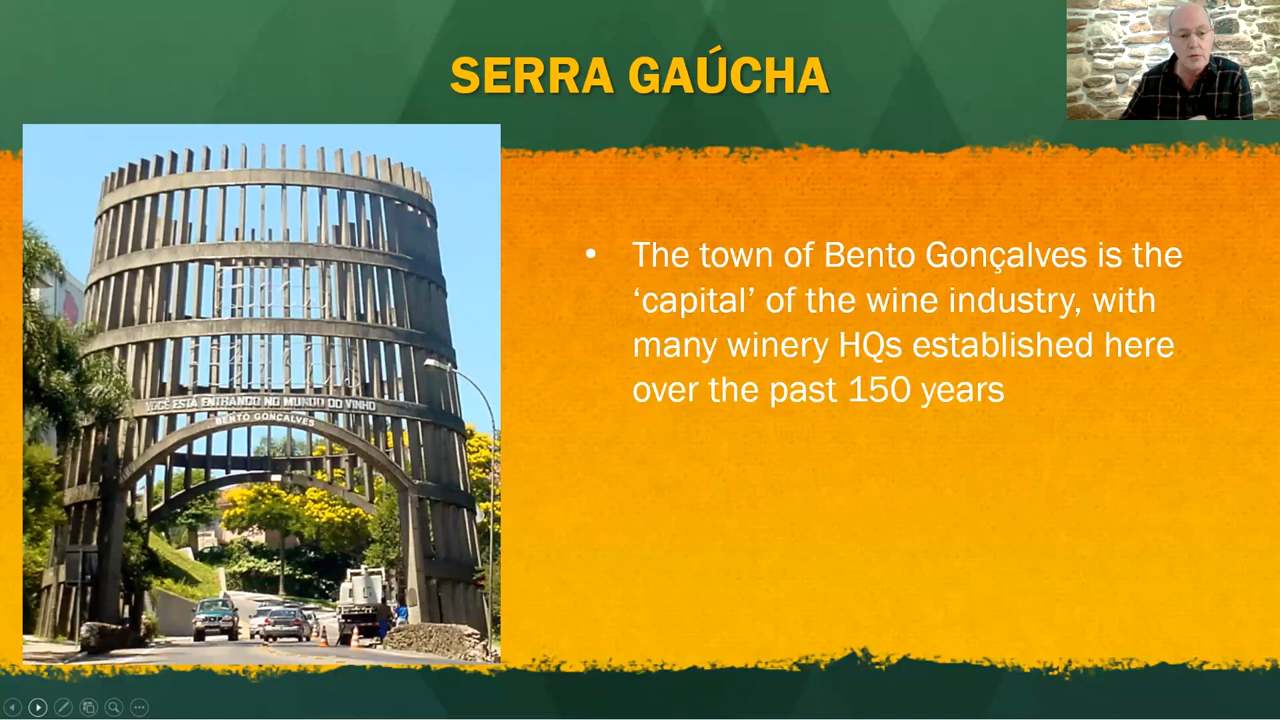 SERRA GAÚCHA
VOCÊ ESTÁ ENTRANDO NO MUNDO DO VINHO
BENTO GONÇALVES
• The town of Bento Gonçalves is the
‘capital’ of the wine industry, with
many winery HQs established here
over the past 150 years